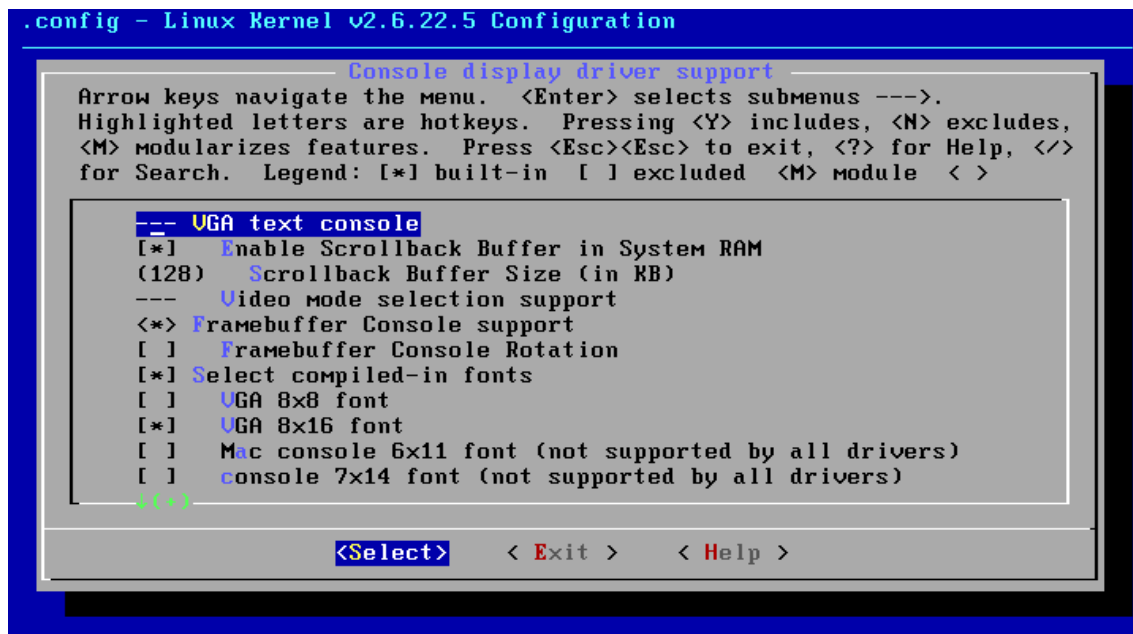 .config - Linux Kernel v2.6.22.5 Configuration
Console display driver support
Arrow keys navigate the menu.  <Enter> selects submenus --->.
Highlighted letters are hotkeys.  Pressing <Y> includes, <N> excludes,
<M> modularizes features.  Press <Esc><Esc> to exit, <?> for Help, </>
for Search.  Legend: [*] built-in  [ ] excluded  <M> module  < >
--- VGA text console
[*]   Enable Scrollback Buffer in System RAM
(128)   Scrollback Buffer Size (in KB)
---   Video mode selection support
<*> Framebuffer Console support
[ ]   Framebuffer Console Rotation
[*] Select compiled-in fonts
[ ]   VGA 8x8 font
[*]   VGA 8x16 font
[ ]   Mac console 6x11 font (not supported by all drivers)
[ ]   console 7x14 font (not supported by all drivers)
↓(+)
<Select>    < Exit >    < Help >